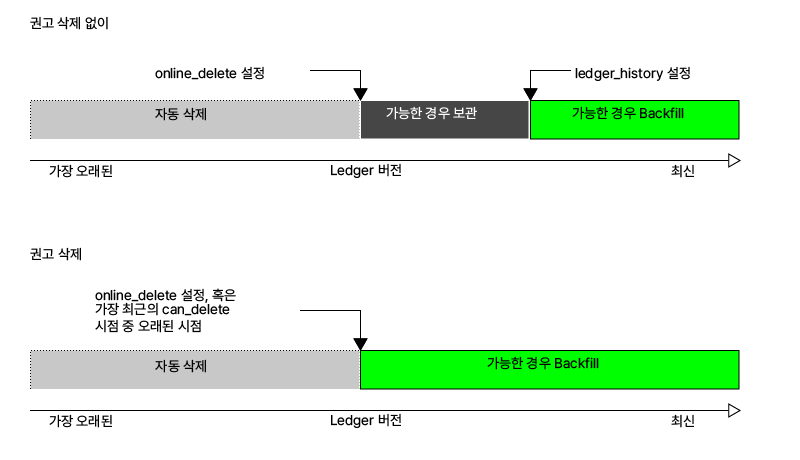 권고 삭제 없이
online_delete 설정
ledger_history 설정
자동 삭제
가능한 경우 보관
가능한 경우 Backfill
가장 오래된
Ledger 버전
최신
권고 삭제
online_delete 설정, 혹은
가장 최근의 can_delete
시점 중 오래된 시점
자동 삭제
가능한 경우 Backfill
가장 오래된
Ledger 버전
최신